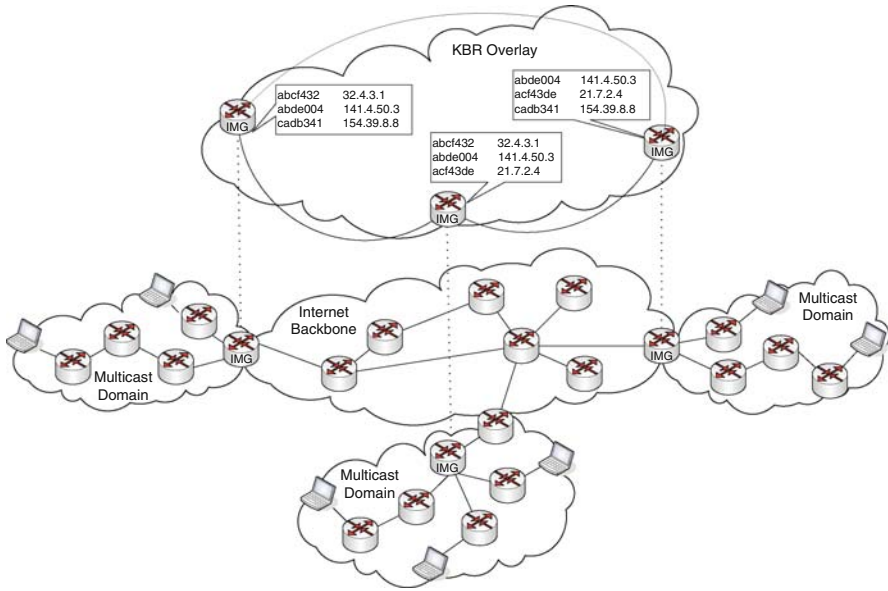 KBR Overlay
abcf432 32.4.3.1
abde004 141.4.50.3
cadb341 154.39.8.8
IMG
abde004 141.4.50.3
acf43de 21.7.2.4
cadb341 154.39.8.8
IMG
abcf432 32.4.3.1
abde004 141.4.50.3
acf43de 21.7.2.4
IMG
Internet
Backbone
Multicast
Domain
IMG
Multicast
Domain
IMG
Multicast
Domain
IMG